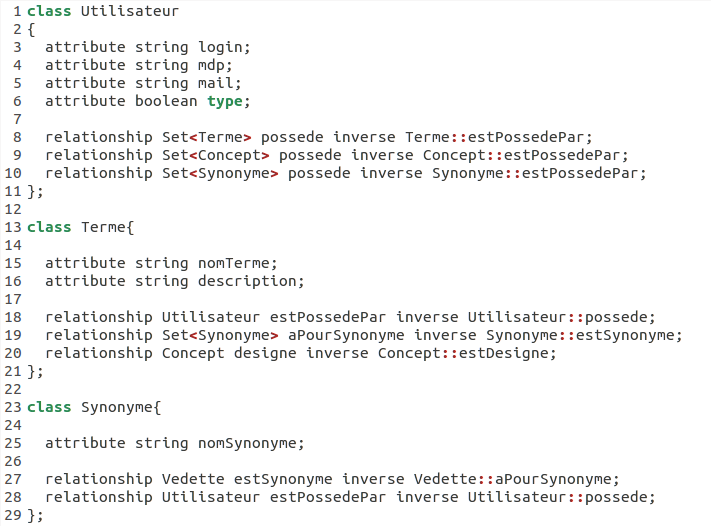 1 class Utilisateur
2 {
3 attribute string login;
4 attribute string mdp;
5 attribute string mail;
6 attribute boolean type;
7
8 relationship Set<Terme> possede inverse Terme::estPossedePar;
9 relationship Set<Concept> possede inverse Concept::estPossedePar;
10 relationship Set<Synonyme> possede inverse Synonyme::estPossedePar;
11 };
12
13 class Terme{
14
15 attribute string nomTerme;
16 attribute string description;
17
18 relationship Utilisateur estPossedePar inverse Utilisateur::possede;
19 relationship Set<Synonyme> aPourSynonyme inverse Synonyme::estSynonyme;
20 relationship Concept designe inverse Concept::estDesigne;
21 };
22
23 class Synonyme{
24
25 attribute string nomSynonyme;
26
27 relationship Vedette estSynonyme inverse Vedette::aPourSynonyme;
28 relationship Utilisateur estPossedePar inverse Utilisateur::possede;
29 };